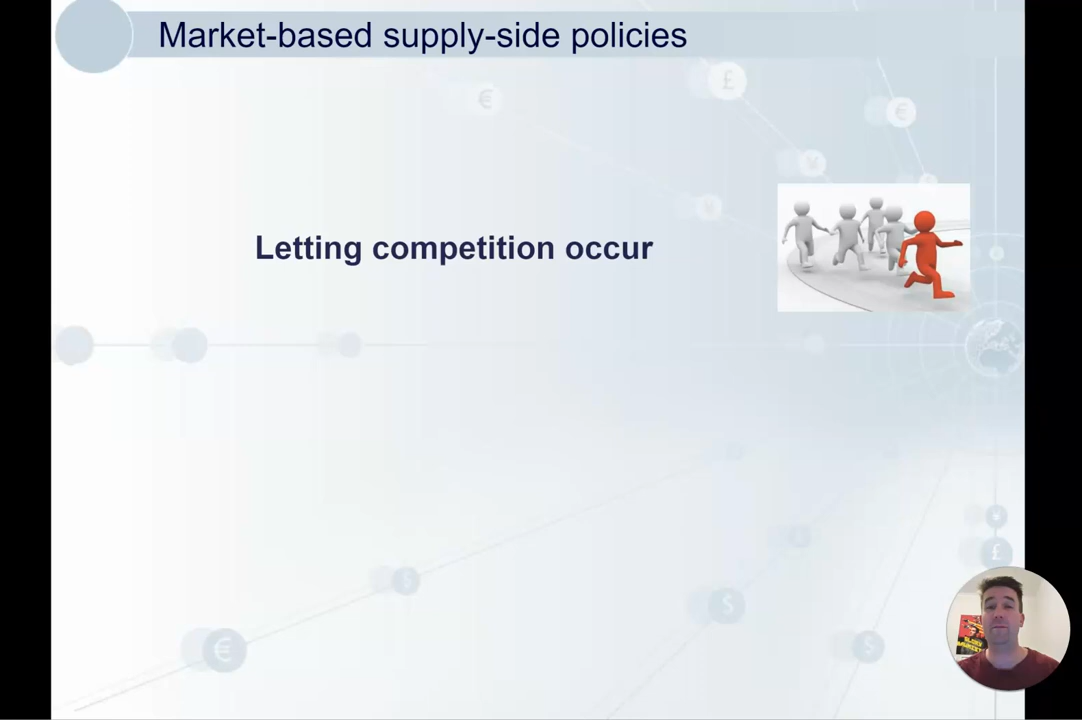 Market-based supply-side policies
Letting competition occur